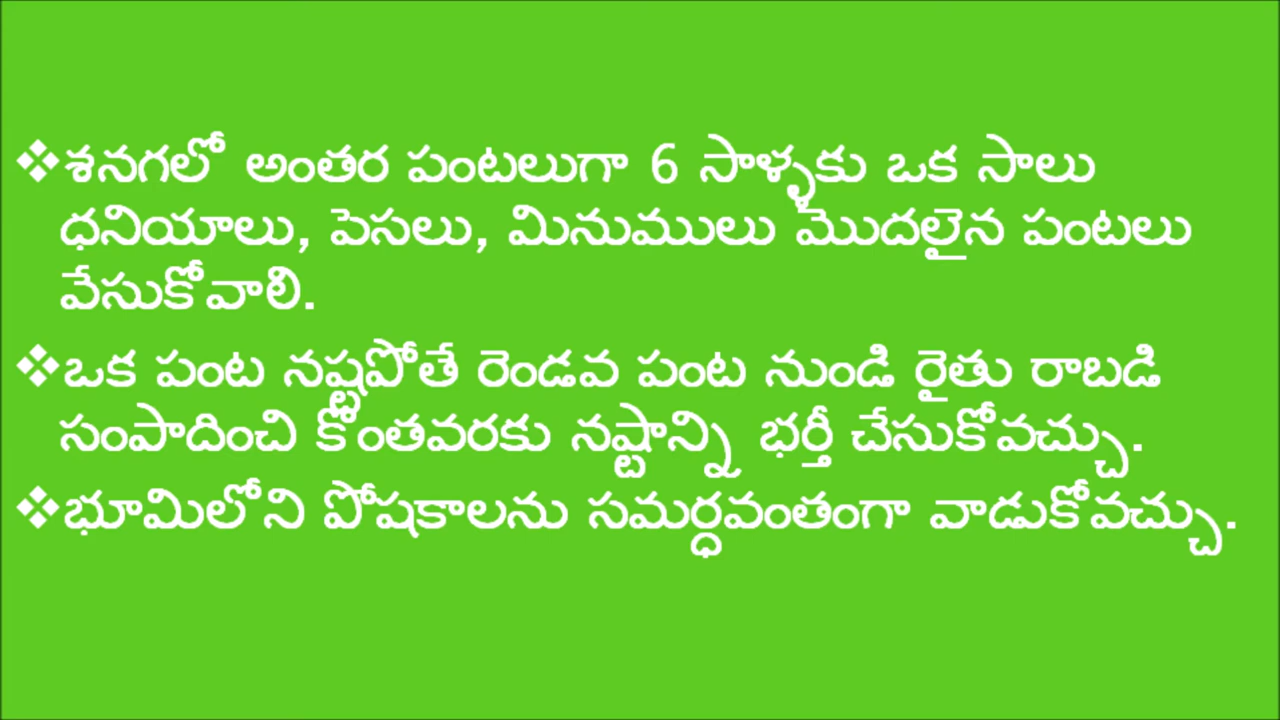 ❖శనగలో అంతర పంటలుగా 6 సాళ్ళకు ఒక సాలు
ధనియాలు, పెసలు, మినుములు మొదలైన పంటలు
వేసుకోవాలి.
❖ఒక పంట నష్టపోతే రెండవ పంట నుండి రైతు రాబడి
సంపాదించి కొంతవరకు నష్టాన్ని భర్తీ చేసుకోవచ్చు.
❖భూమిలోని పోషకాలను సమర్ధవంతంగా వాడుకోవచ్చు.